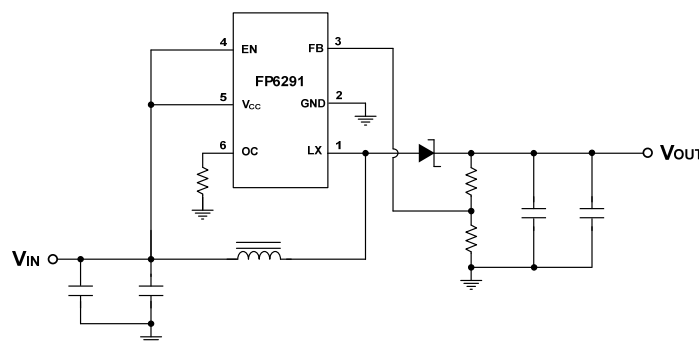 4 EN FB 3
FP6291
5 VCC GND 2
6 OC LX 1
VOUT
VIN